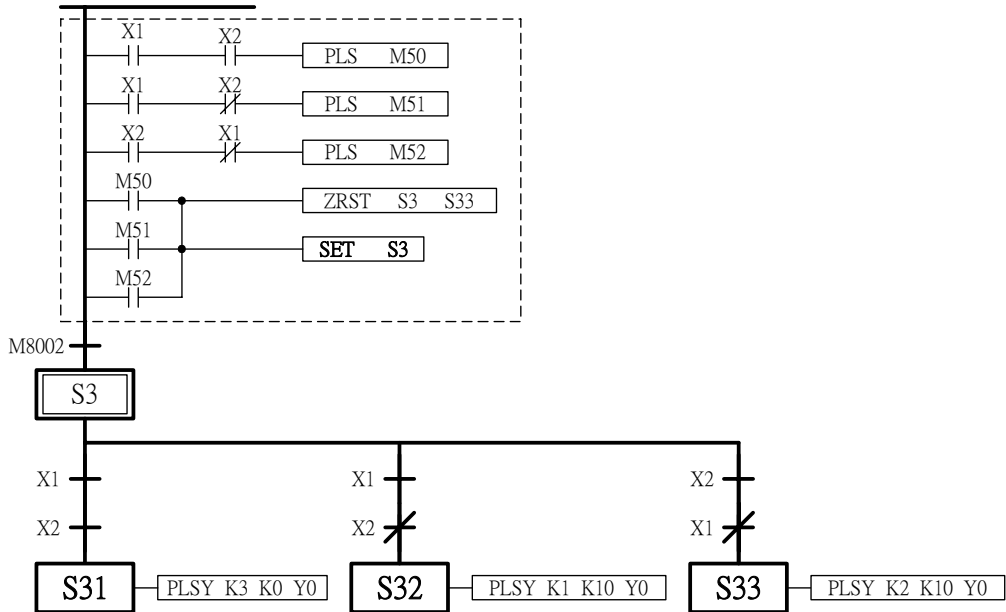 X1 X2 PLS M50
X1 X2 PLS M51
X2 X1 PLS M52
M50 ZRST S3 S33
M51 SET S3
M52
M8002
S3
X1 X1 X2
X2 X2 X1
S31 PLSY K3 K0 Y0 S32 PLSY K1 K10 Y0 S33 PLSY K2 K10 Y0